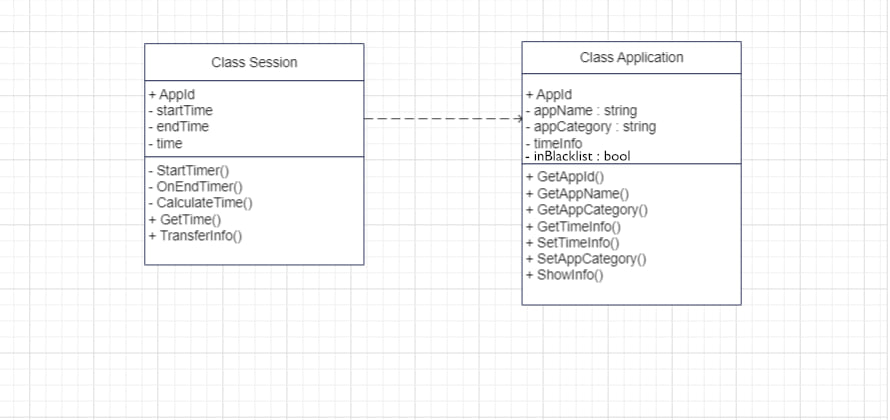 Class Session
+ AppId
- startTime
- endTime
- time
- StartTimer()
- OnEndTimer()
- CalculateTime()
+ GetTime()
+ TransferInfo()
Class Application
+ AppId
- appName : string
- appCategory : string
- timeInfo
- inBlacklist : bool
+ GetAppId()
+ GetAppName()
+ GetAppCategory()
+ GetTimeInfo()
+ SetTimeInfo()
+ SetAppCategory()
+ ShowInfo()